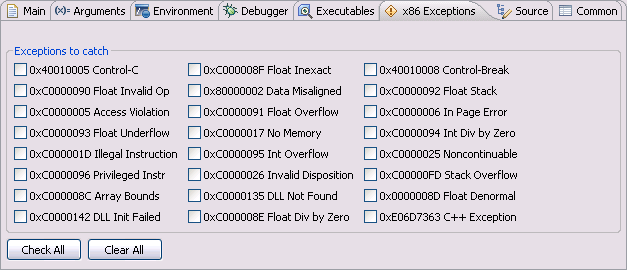 Main (x)= Arguments Environment Debugger Executables x86 Exceptions Source Common
Exceptions to catch
0x40010005 Control-C 0xC000008F Float Inexact 0x40010008 Control-Break
0xC0000090 Float Invalid Op 0x80000002 Data Misaligned 0xC0000092 Float Stack
0xC0000005 Access Violation 0xC0000091 Float Overflow 0xC0000006 In Page Error
0xC0000093 Float Underflow 0xC0000017 No Memory 0xC0000094 Int Div by Zero
0xC000001D Illegal Instruction 0xC0000095 Int Overflow 0xC0000025 Noncontinuable
0xC0000096 Privileged Instr 0xC0000026 Invalid Disposition 0xC00000FD Stack Overflow
0xC000008C Array Bounds 0xC0000135 DLL Not Found 0x0000008D Float Denormal
0xC0000142 DLL Init Failed 0xC000008E Float Div by Zero 0xE06D7363 C++ Exception
Check All Clear All